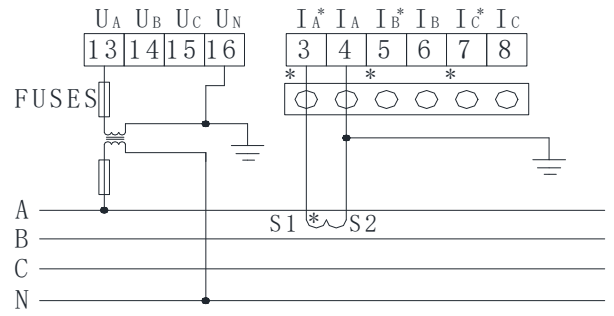 UA UB UC UN IA* IA IB* IB IC* IC
13 14 15 16 3 4 5 6 7 8
* * *
FUSES
A
S1 * S2
B
C
N